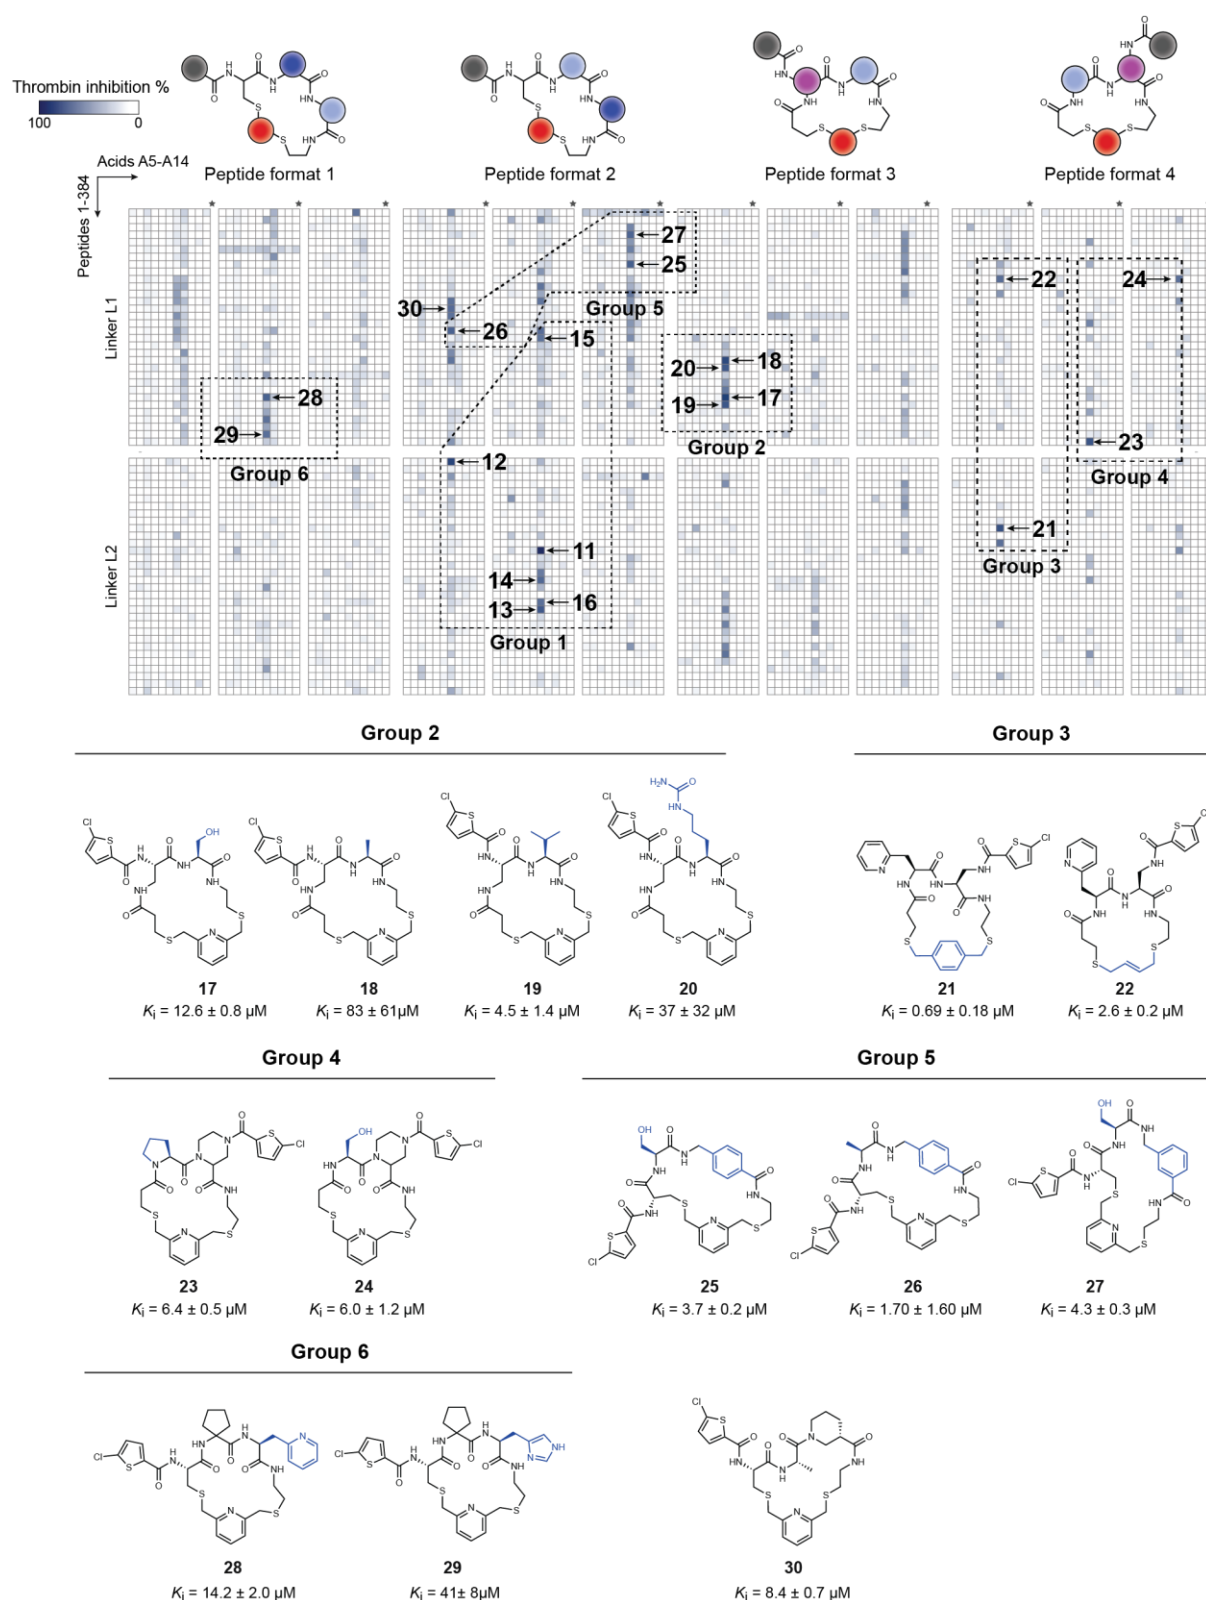 Thrombin inhibition %
100 0
Acids A5-A14
Peptides 1-384
Peptide format 1
Peptide format 2
Peptide format 3
Peptide format 4
Linker L1
Linker L2
27
25
Group 5
30
26
15
22
24
18
20
28
17
19
29
23
Group 2
Group 6
Group 4
12
21
11
Group 3
14
16
13
Group 1
Group 2
Group 3
17
Ki = 12.6 ± 0.8 µM
18
Ki = 83 ± 61µM
19
Ki = 4.5 ± 1.4 µM
20
Ki = 37 ± 32 µM
21
Ki = 0.69 ± 0.18 µM
22
Ki = 2.6 ± 0.2 µM
Group 4
Group 5
23
Ki = 6.4 ± 0.5 µM
24
Ki = 6.0 ± 1.2 µM
25
Ki = 3.7 ± 0.2 µM
26
Ki = 1.70 ± 1.60 µM
27
Ki = 4.3 ± 0.3 µM
Group 6
28
Ki = 14.2 ± 2.0 µM
29
Ki = 41± 8µM
30
Ki = 8.4 ± 0.7 µM